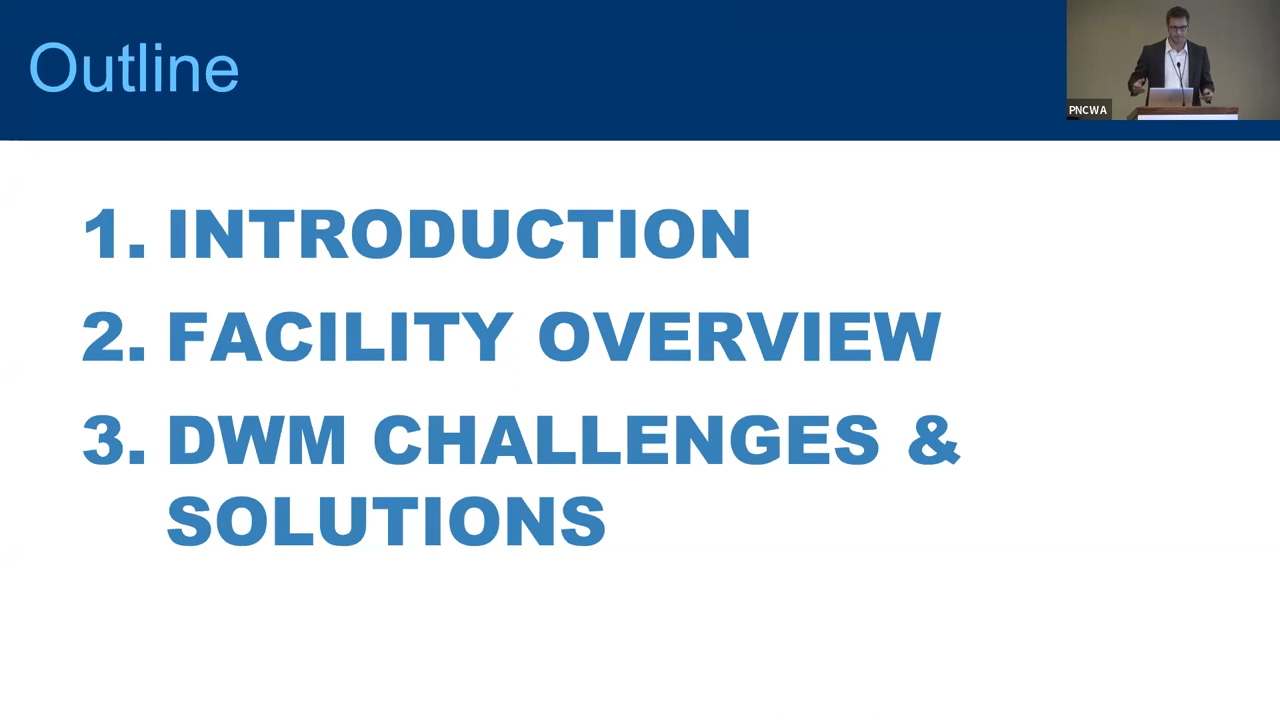 Outline
PNCWA
1. INTRODUCTION
2. FACILITY OVERVIEW
3. DWM CHALLENGES &
SOLUTIONS